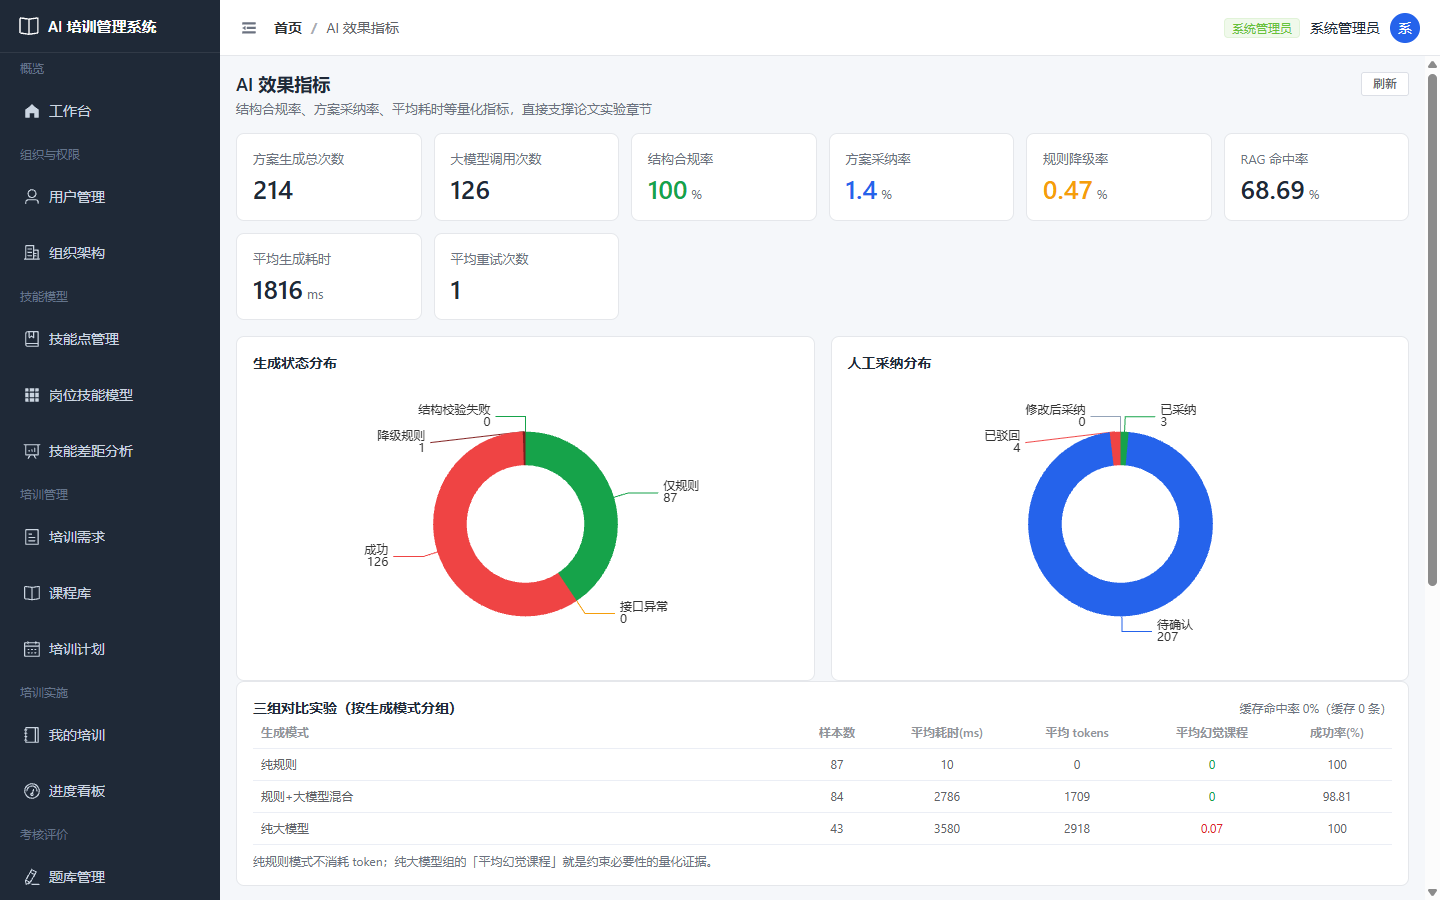 AI 培训管理系统
概览
工作台
组织与权限
用户管理
组织架构
技能模型
技能点管理
岗位技能模型
技能差距分析
培训管理
培训需求
课程库
培训计划
培训实施
我的培训
进度看板
考核评价
题库管理
首页 / AI 效果指标
系统管理员 系统管理员 系
AI 效果指标
刷新
结构合规率、方案采纳率、平均耗时等量化指标，直接支撑论文实验章节
方案生成总次数
214
大模型调用次数
126
结构合规率
100 %
方案采纳率
1.4 %
规则降级率
0.47 %
RAG 命中率
68.69 %
平均生成耗时
1816 ms
平均重试次数
1
生成状态分布
结构校验失败
0
降级规则
1
仅规则
87
成功
126
接口异常
0
人工采纳分布
修改后采纳
0
已采纳
3
已驳回
4
待确认
207
三组对比实验（按生成模式分组）
缓存命中率 0%（缓存 0 条）
生成模式 样本数 平均耗时(ms) 平均 tokens 平均幻觉课程 成功率(%)
纯规则 87 10 0 0 100
规则+大模型混合 84 2786 1709 0 98.81
纯大模型 43 3580 2918 0.07 100
纯规则模式不消耗 token；纯大模型组的「平均幻觉课程」就是约束必要性的量化证据。